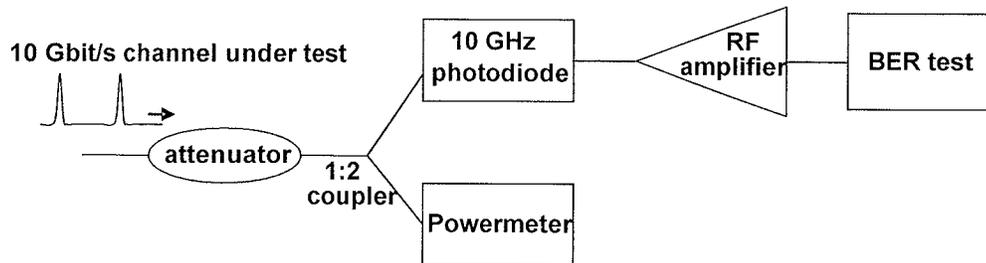 10 Gbit/s channel under test
attenuator
1:2
coupler
10 GHz
photodiode
Powermeter
RF
amplifier
BER test